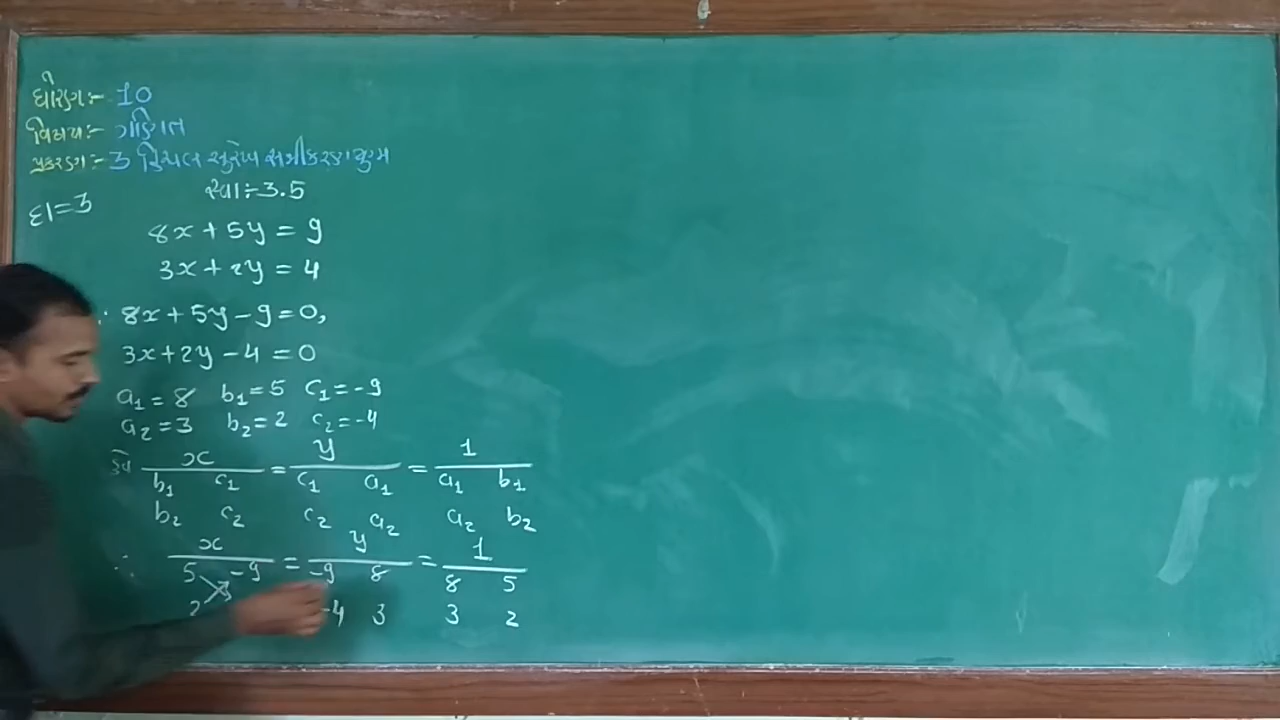 ધોરણ:- 10
વિષય:- ગણિત
પ્રકરણ:- 3 દ્વિચલ સુરેખ સમીકરણયુગ્મ
સ્વા:- 3.5
દા=3
8x + 5y = 9
3x + 2y = 4
∴ 8x + 5y - 9 = 0,
3x + 2y - 4 = 0
a₁ = 8 b₁ = 5 c₁ = -9
a₂ = 3 b₂ = 2 c₂ = -4
હવે x = y = 1
b₁ c₁ c₁ a₁ a₁ b₁
b₂ c₂ c₂ a₂ a₂ b₂
∴ x = y = 1
5 -9 -9 8 8 5
2 -4 3 3 2